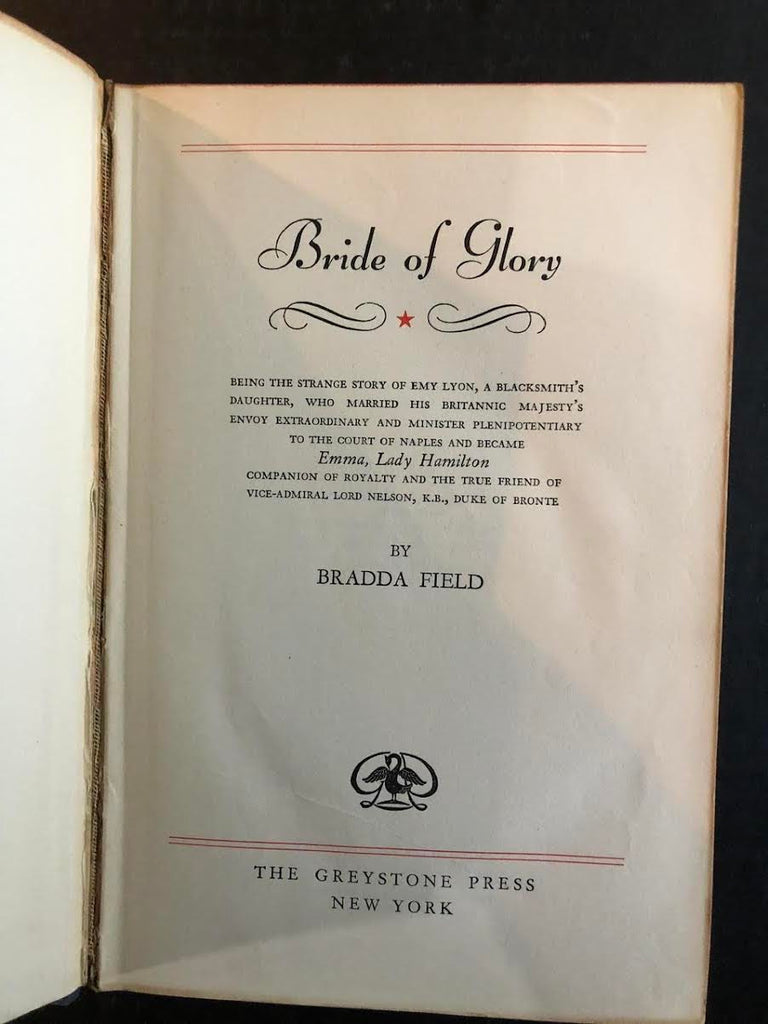 Bride of Glory
BEING THE STRANGE STORY OF EMY LYON, A BLACKSMITH'S
DAUGHTER, WHO MARRIED HIS BRITANNIC MAJESTY'S
ENVOY EXTRAORDINARY AND MINISTER PLENIPOTENTIARY
TO THE COURT OF NAPLES AND BECAME
Emma, Lady Hamilton
COMPANION OF ROYALTY AND THE TRUE FRIEND OF
VICE-ADMIRAL LORD NELSON, K.B., DUKE OF BRONTE
BY
BRADDA FIELD
THE GREYSTONE PRESS
NEW YORK